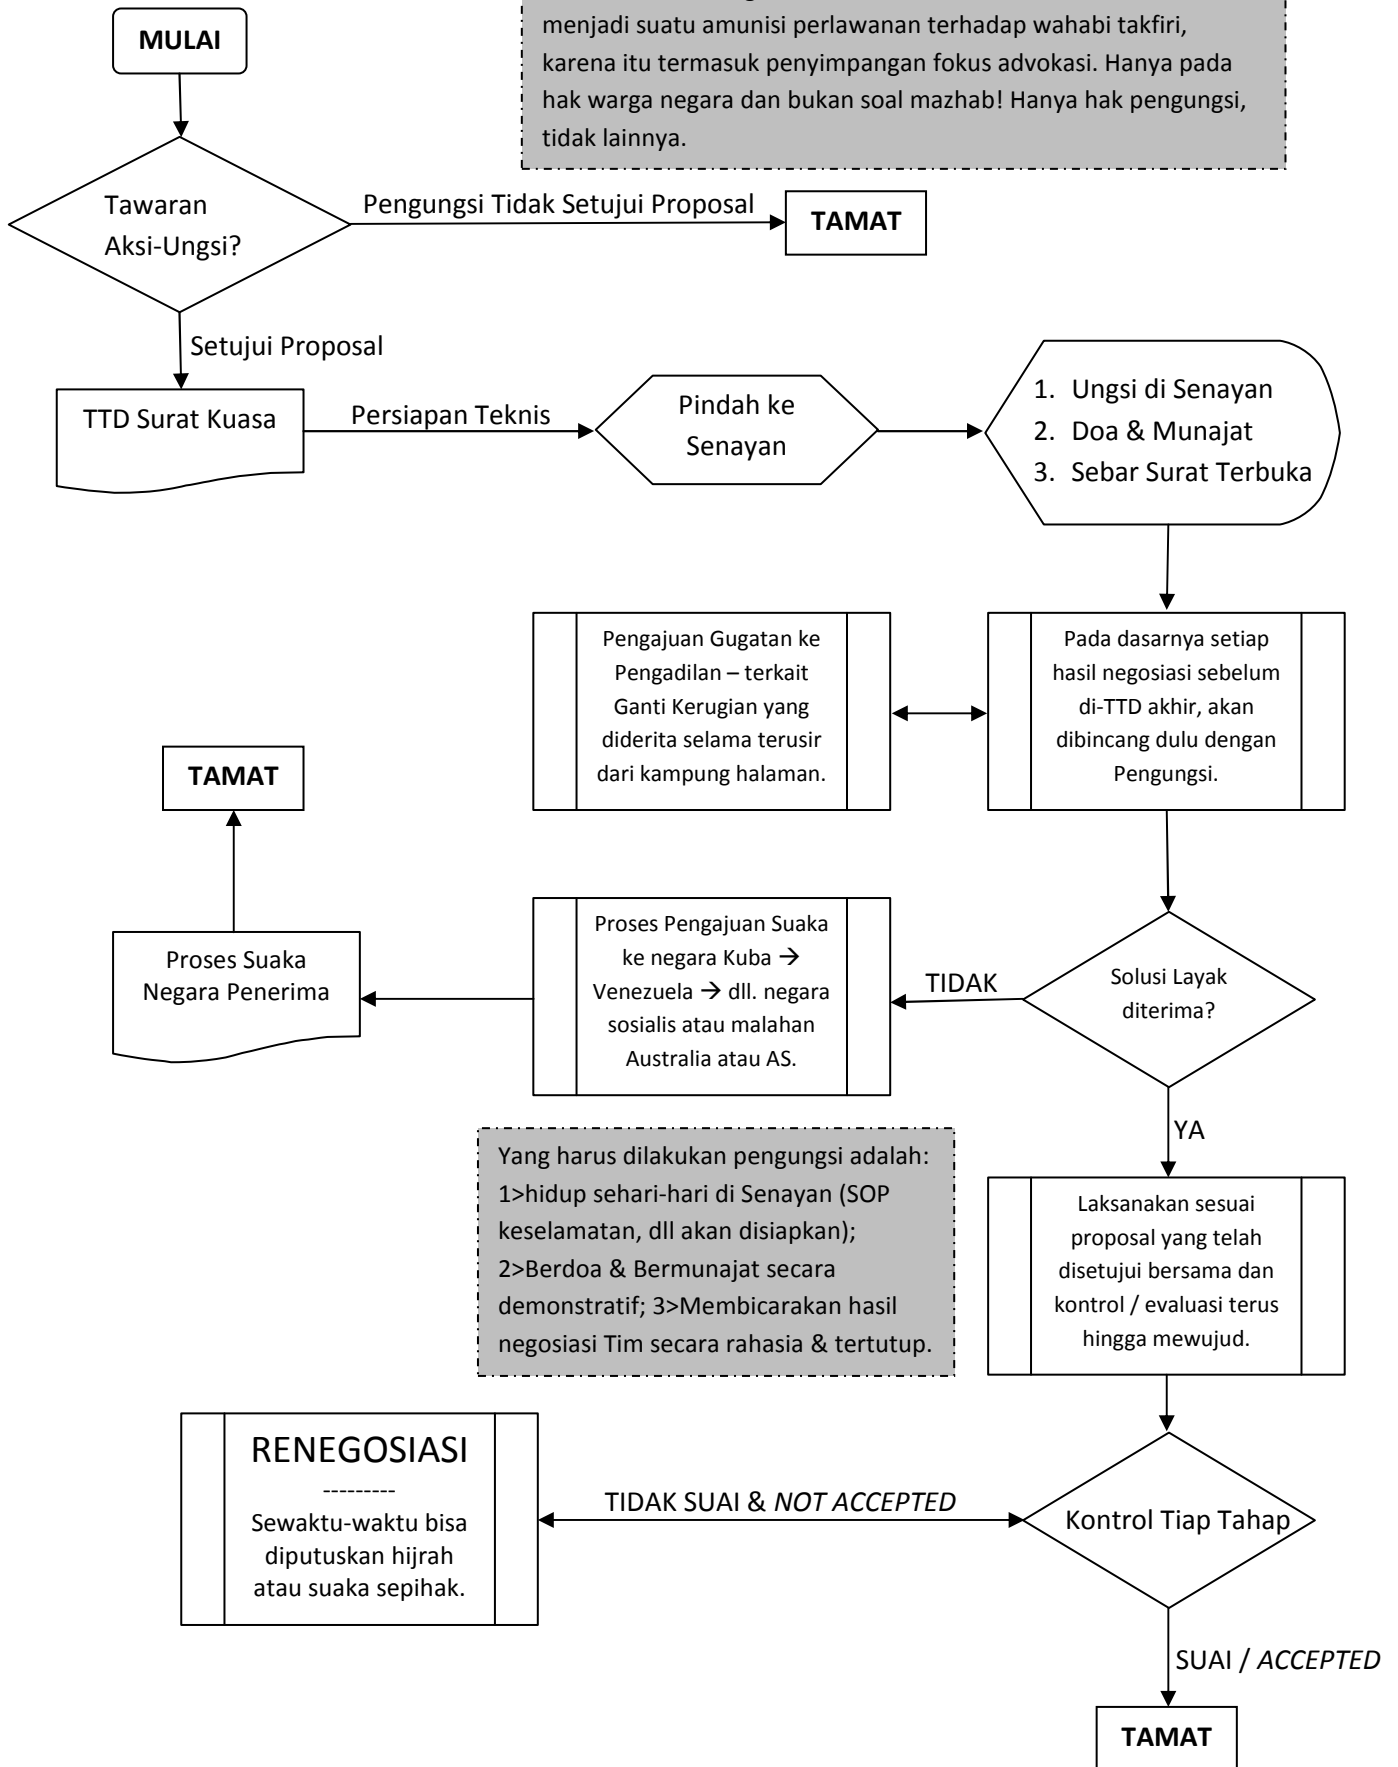 MULAI
menjadi suatu amunisi perlawanan terhadap wahabi takfiri,
karena itu termasuk penyimpangan fokus advokasi. Hanya pada
hak warga negara dan bukan soal mazhab! Hanya hak pengungsi,
tidak lainnya.
Tawaran
Aksi-Ungsi?
Pengungsi Tidak Setujui Proposal
TAMAT
Setujui Proposal
TTD Surat Kuasa
Persiapan Teknis
Pindah ke
Senayan
1. Ungsi di Senayan
2. Doa & Munajat
3. Sebar Surat Terbuka
Pengajuan Gugatan ke
Pengadilan – terkait
Ganti Kerugian yang
diderita selama terusir
dari kampung halaman.
Pada dasarnya setiap
hasil negosiasi sebelum
di-TTD akhir, akan
dibincang dulu dengan
Pengungsi.
TAMAT
Proses Suaka
Negara Penerima
Proses Pengajuan Suaka
ke negara Kuba →
Venezuela → dll. negara
sosialis atau malahan
Australia atau AS.
TIDAK
Solusi Layak
diterima?
YA
Yang harus dilakukan pengungsi adalah:
1>hidup sehari-hari di Senayan (SOP
keselamatan, dll akan disiapkan);
2>Berdoa & Bermunajat secara
demonstratif; 3>Membicarakan hasil
negosiasi Tim secara rahasia & tertutup.
Laksanakan sesuai
proposal yang telah
disetujui bersama dan
kontrol / evaluasi terus
hingga mewujud.
RENEGOSIASI
---------
Sewaktu-waktu bisa
diputuskan hijrah
atau suaka sepihak.
TIDAK SUAI & NOT ACCEPTED
Kontrol Tiap Tahap
SUAI / ACCEPTED
TAMAT